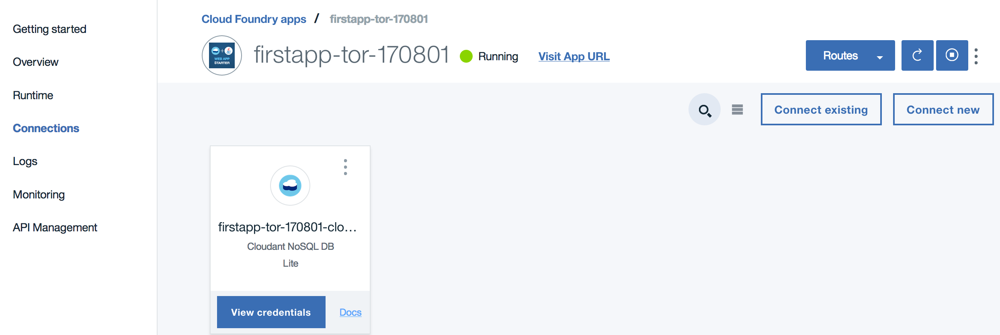 Getting started
Overview
Runtime
Connections
Logs
Monitoring
API Management
Cloud Foundry apps / firstapp-tor-170801
WEB APP
STARTER
firstapp-tor-170801 Running Visit App URL
Routes
Connect existing Connect new
firstapp-tor-170801-clo...
Cloudant NoSQL DB
Lite
View credentials Docs